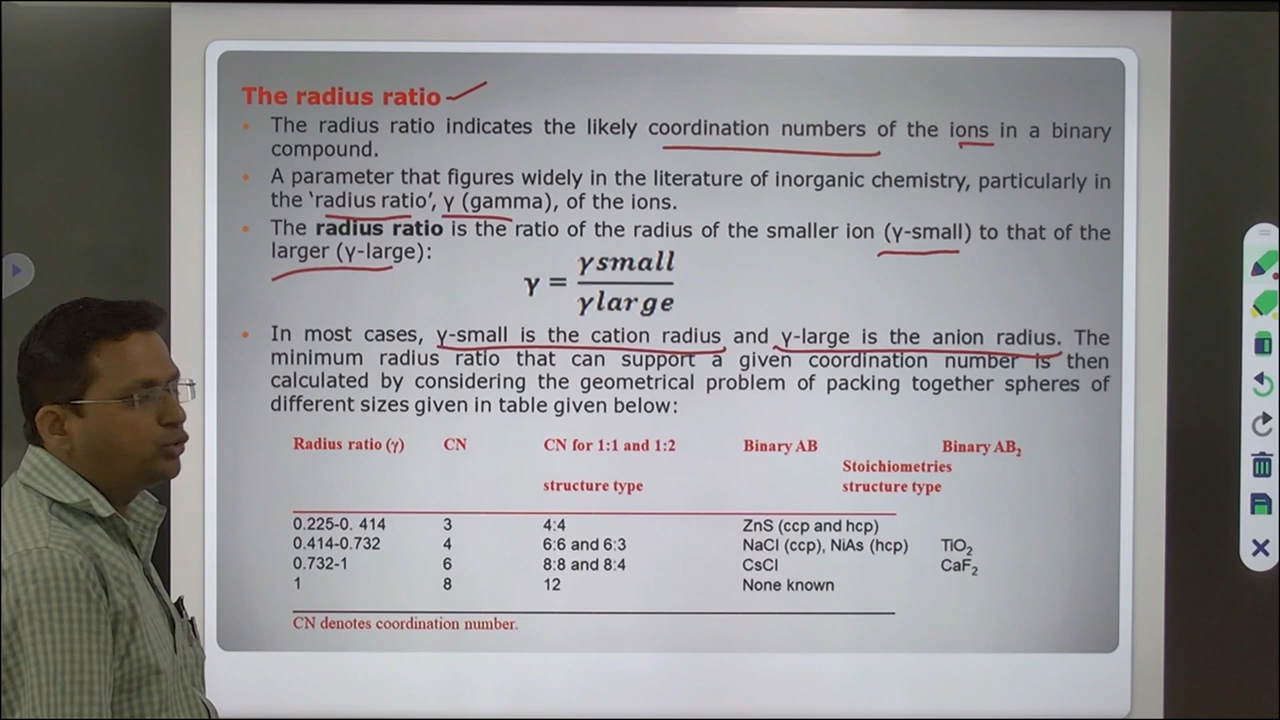 The radius ratio
• The radius ratio indicates the likely coordination numbers of the ions in a binary
compound.
• A parameter that figures widely in the literature of inorganic chemistry, particularly in
the ‘radius ratio’, γ (gamma), of the ions.
• The radius ratio is the ratio of the radius of the smaller ion (γ-small) to that of the
larger (γ-large):
γ = γsmall / γlarge
• In most cases, γ-small is the cation radius and γ-large is the anion radius. The
minimum radius ratio that can support a given coordination number is then
calculated by considering the geometrical problem of packing together spheres of
different sizes given in table given below:
Radius ratio (γ) CN CN for 1:1 and 1:2 Binary AB Binary AB₂
Stoichiometries
structure type structure type
0.225-0. 414 3 4:4 ZnS (ccp and hcp)
0.414-0.732 4 6:6 and 6:3 NaCl (ccp), NiAs (hcp) TiO₂
0.732-1 6 8:8 and 8:4 CsCl CaF₂
1 8 12 None known
CN denotes coordination number.